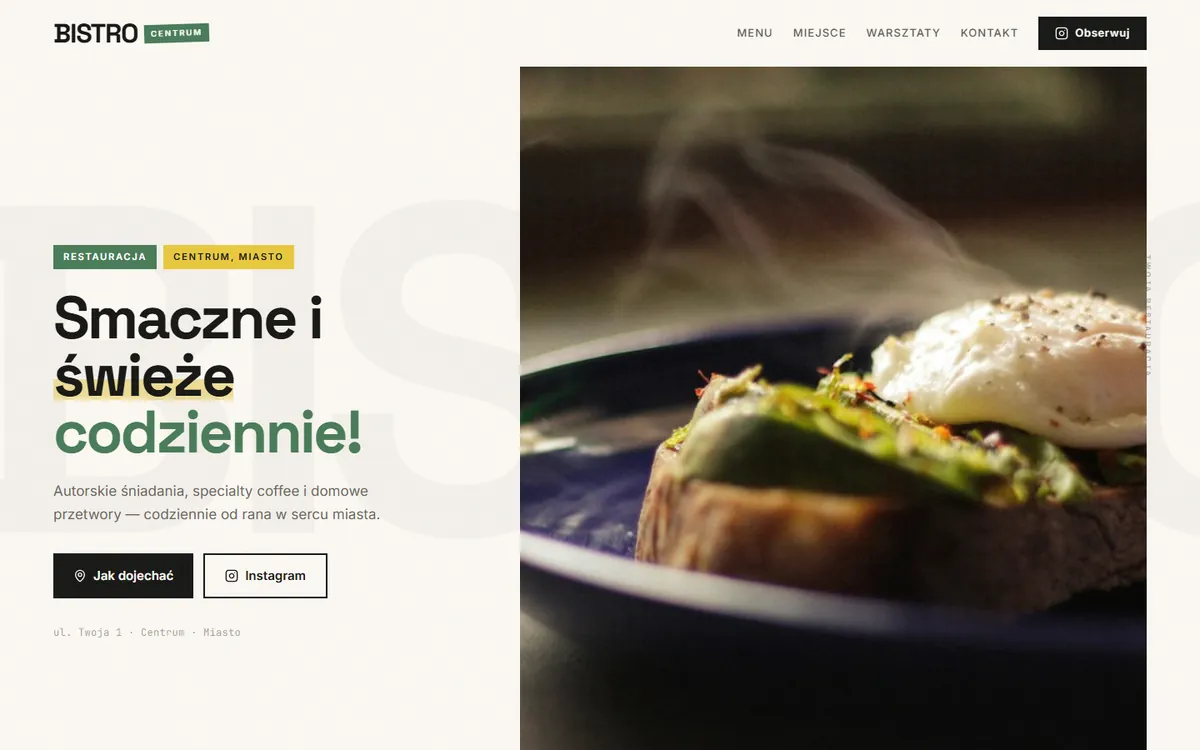 BISTRO CENTRUM
MENU MIEJSCE WARSZTATY KONTAKT Obserwuj
BIS
RESTAURACJA CENTRUM, MIASTO
Smaczne i
świeże
codziennie!
Autorskie śniadania, specialty coffee i domowe
przetwory — codziennie od rana w sercu miasta.
Jak dojechać Instagram
ul. Twoja 1 · Centrum · Miasto
TWOJA RESTAURACJA